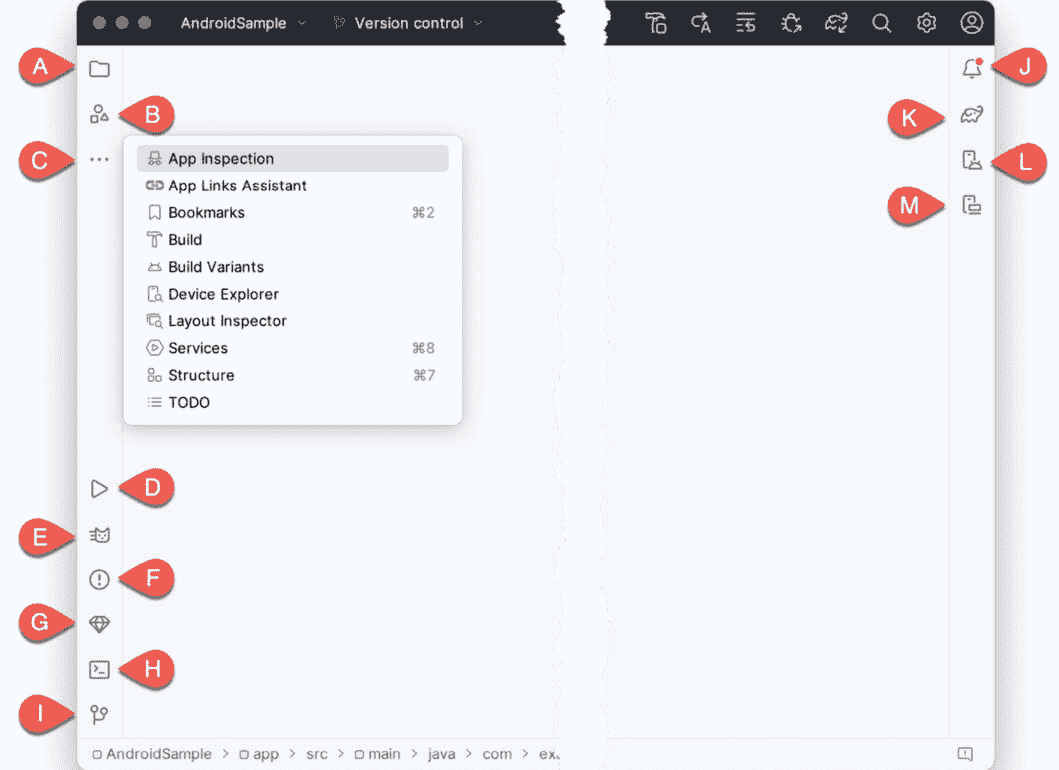 AndroidSample Version control
A
B
C
App Inspection
App Links Assistant
Bookmarks ⌘2
Build
Build Variants
Device Explorer
Layout Inspector
Services ⌘8
Structure ⌘7
TODO
D
E
F
G
H
I
J
K
L
M
AndroidSample > app > src > main > java > com > ex